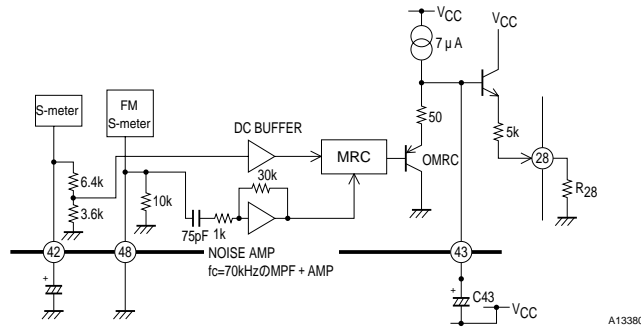 VCC
7 µA
VCC
S-meter
FM
S-meter
DC BUFFER
50
5k
MRC
QMRC
28
6.4k
3.6k
10k
30k
75pF
1k
R28
42
48
NOISE AMP
fc=70kHzのMPF + AMP
43
C43
VCC
A13380